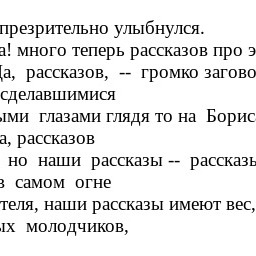 презрительно улыбнулся.
а! много теперь рассказов про э
Да, рассказов, -- громко загово
сделавшимися
ыми глазами глядя то на Борис
а, рассказов
но наши рассказы -- рассказы
в самом огне
теля, наши рассказы имеют вес,
ых молодчиков,